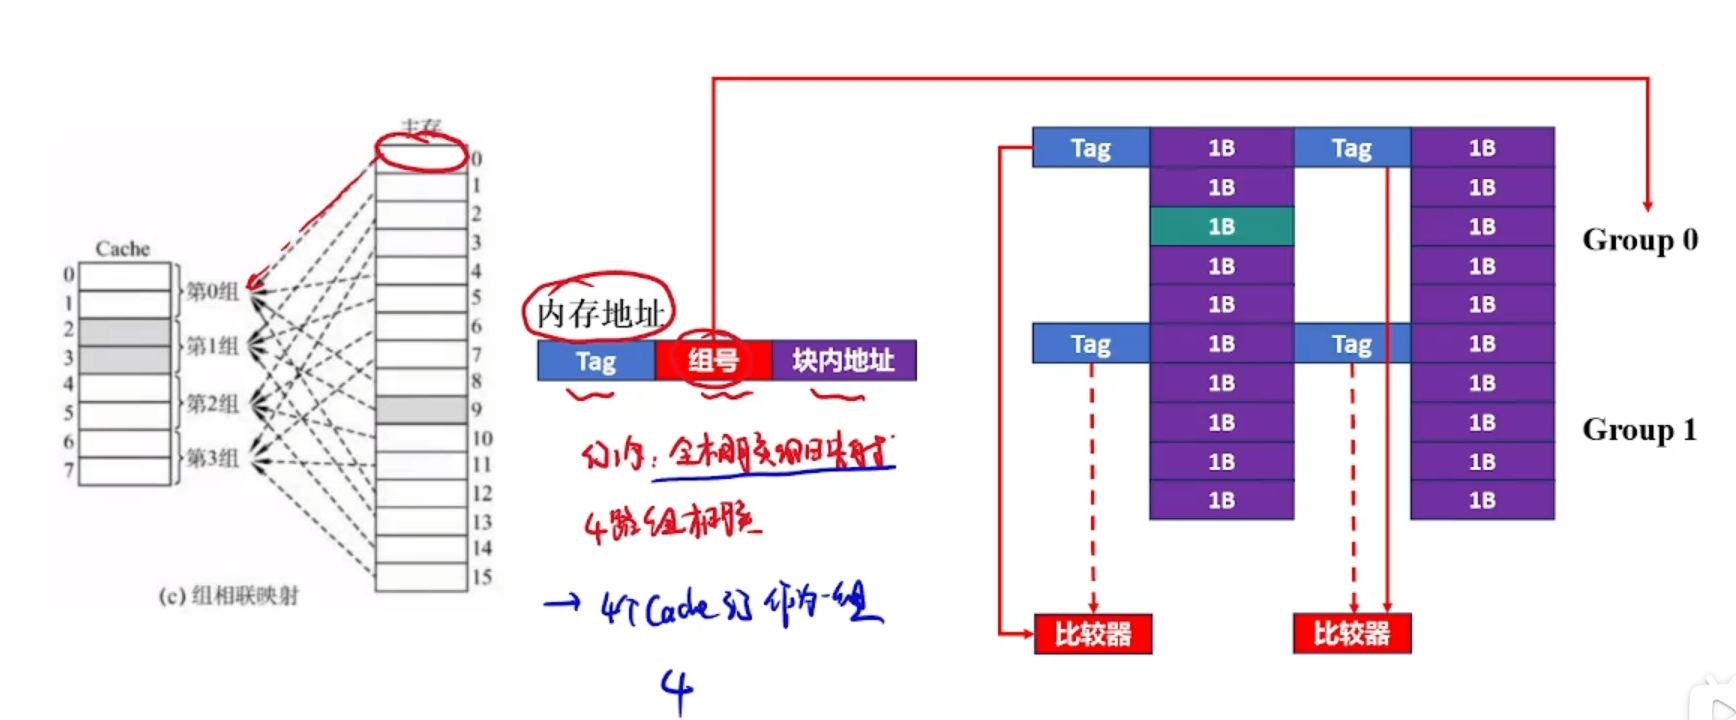 主存
0
1
2
3
4
5
6
7
8
9
10
11
12
13
14
15
Cache
0
1
2
3
4
5
6
7
第0组
第1组
第2组
第3组
(c) 组相联映射
内存地址
Tag 组号 块内地址
全相联映射
4路组相联
→ 4个Cache行作为一组
4
Tag 1B Tag 1B
1B 1B
1B 1B
1B 1B
1B 1B
Group 0
Tag 1B Tag 1B
1B 1B
1B 1B
1B 1B
1B 1B
Group 1
比较器 比较器